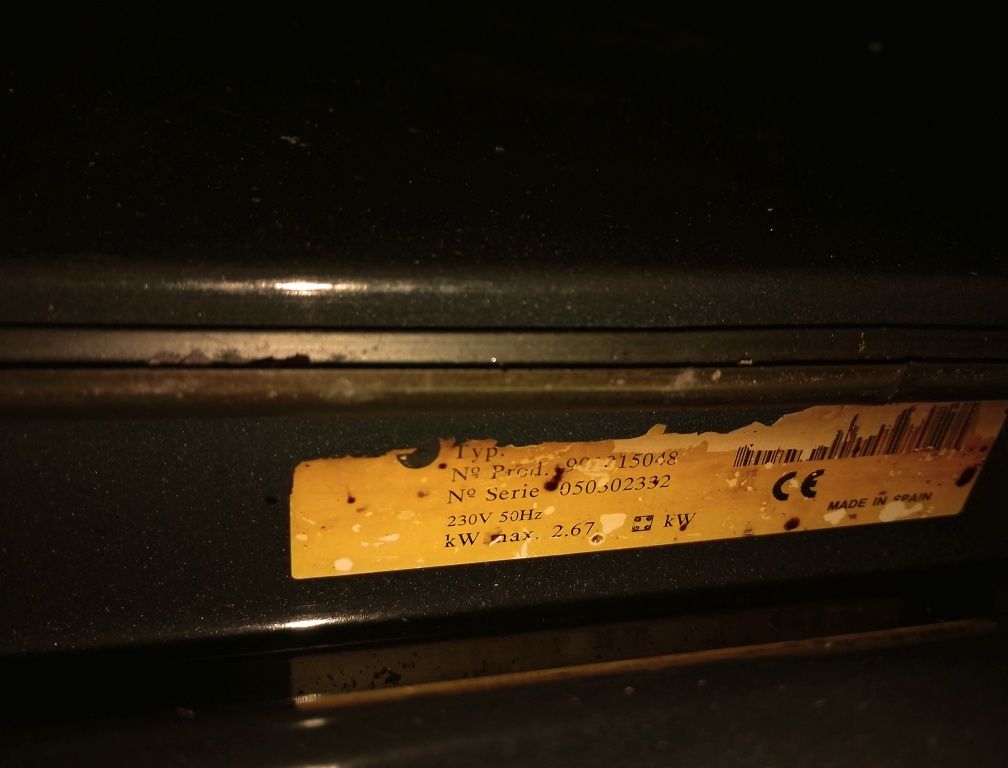 Typ.
Nº Prod.
Nº Serie 050302332
230V 50Hz
kW max. 2.67 kW
CE
MADE IN SPAIN